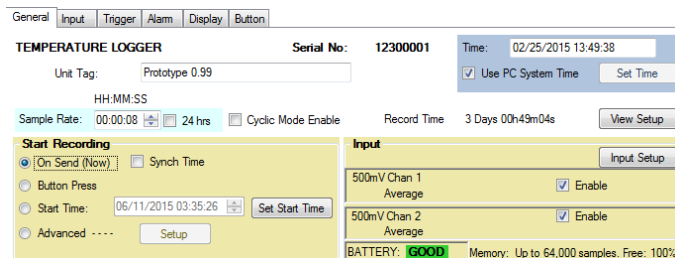 General Input Trigger Alarm Display Button
TEMPERATURE LOGGER Serial No: 12300001 Time: 02/25/2015 13:49:38
Unit Tag: Prototype 0.99 Use PC System Time Set Time
HH:MM:SS
Sample Rate: 00:00:08 24 hrs Cyclic Mode Enable Record Time 3 Days 00h49m04s View Setup
Start Recording Input
On Send (Now) Synch Time Input Setup
Button Press 500mV Chan 1 Enable
Average
Start Time: 06/11/2015 03:35:26 Set Start Time 500mV Chan 2 Enable
Advanced ---- Setup Average
BATTERY: GOOD Memory: Up to 64,000 samples. Free: 100%